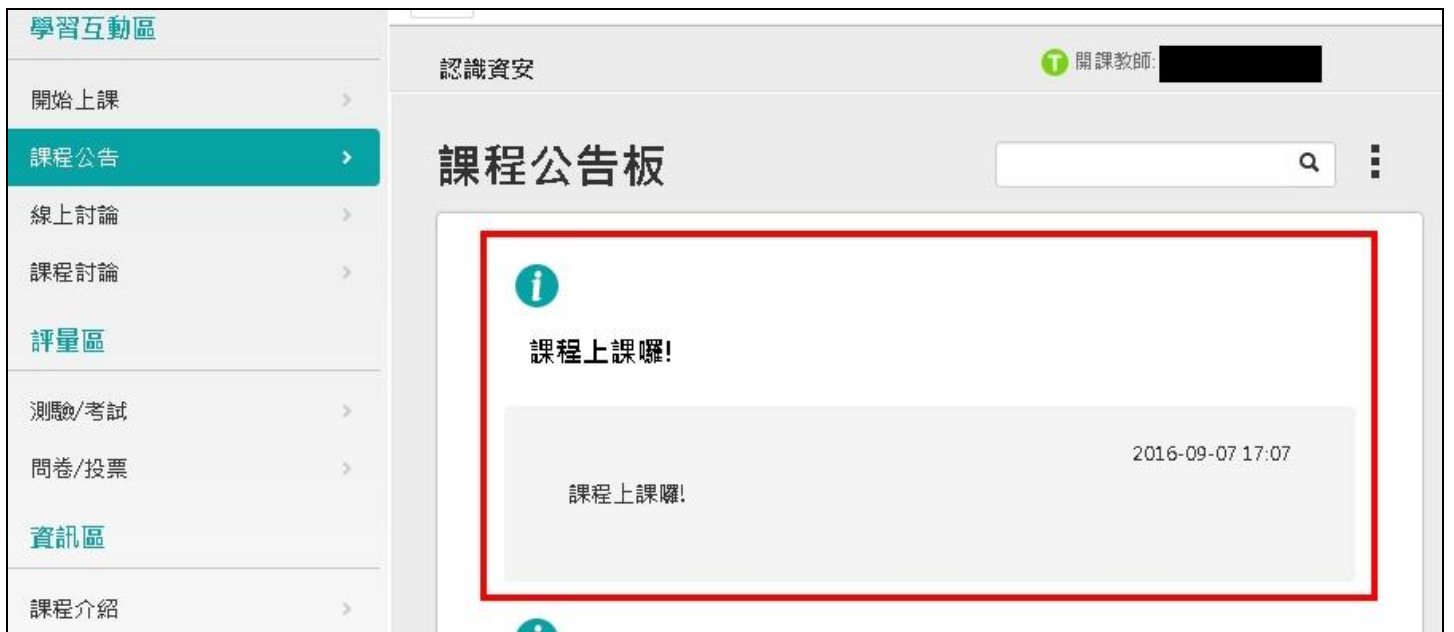 學習互動區
開始上課
課程公告
線上討論
課程討論
評量區
測驗/考試
問卷/投票
資訊區
課程介紹
認識資安
T 開課教師:
課程公告板
i
課程上課囉!
2016-09-07 17:07
課程上課囉!